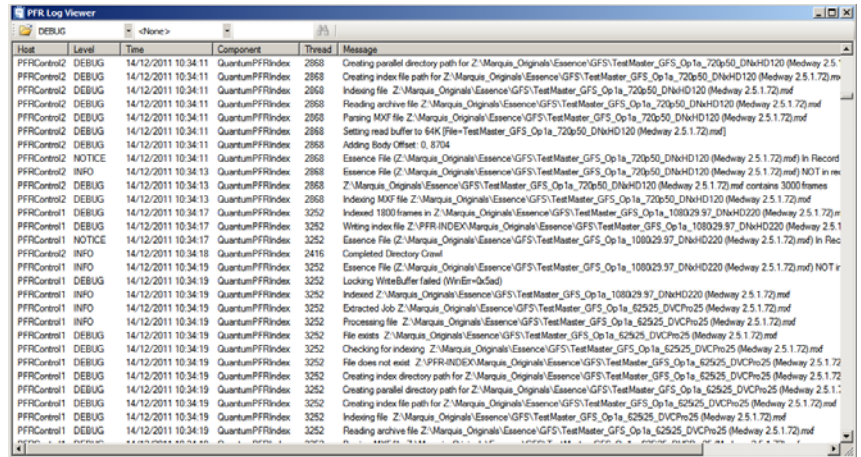 PFR Log Viewer
DEBUG <None>
Host Level Time Component Thread Message
PFRControl2 DEBUG 14/12/2011 10:34:11 QuantumPFRIndex 2868 Creating parallel directory path for Z:\Marquis_Originals\Essence\GFS\TestMaster_GFS_Op1a_720p50_DNxHD120 (Medway 2.5.1
PFRControl2 DEBUG 14/12/2011 10:34:11 QuantumPFRIndex 2868 Creating index file path for Z:\Marquis_Originals\Essence\GFS\TestMaster_GFS_Op1a_720p50_DNxHD120 (Medway 2.5.1.72).mx
PFRControl2 DEBUG 14/12/2011 10:34:11 QuantumPFRIndex 2868 Indexing file Z:\Marquis_Originals\Essence\GFS\TestMaster_GFS_Op1a_720p50_DNxHD120 (Medway 2.5.1.72).mxf
PFRControl2 DEBUG 14/12/2011 10:34:11 QuantumPFRIndex 2868 Reading archive file Z:\Marquis_Originals\Essence\GFS\TestMaster_GFS_Op1a_720p50_DNxHD120 (Medway 2.5.1.72).mxf
PFRControl2 DEBUG 14/12/2011 10:34:11 QuantumPFRIndex 2868 Parsing MXF file Z:\Marquis_Originals\Essence\GFS\TestMaster_GFS_Op1a_720p50_DNxHD120 (Medway 2.5.1.72).mxf
PFRControl2 DEBUG 14/12/2011 10:34:11 QuantumPFRIndex 2868 Setting read buffer to 64K [File=TestMaster_GFS_Op1a_720p50_DNxHD120 (Medway 2.5.1.72).mxf]
PFRControl2 DEBUG 14/12/2011 10:34:11 QuantumPFRIndex 2868 Adding Body Offset: 0, 8704
PFRControl2 NOTICE 14/12/2011 10:34:11 QuantumPFRIndex 2868 Essence File (Z:\Marquis_Originals\Essence\GFS\TestMaster_GFS_Op1a_720p50_DNxHD120 (Medway 2.5.1.72).mxf) In Record
PFRControl2 INFO 14/12/2011 10:34:13 QuantumPFRIndex 2868 Essence File (Z:\Marquis_Originals\Essence\GFS\TestMaster_GFS_Op1a_720p50_DNxHD120 (Medway 2.5.1.72).mxf) NOT in rec
PFRControl2 DEBUG 14/12/2011 10:34:13 QuantumPFRIndex 2868 Z:\Marquis_Originals\Essence\GFS\TestMaster_GFS_Op1a_720p50_DNxHD120 (Medway 2.5.1.72).mxf contains 3000 frames
PFRControl2 DEBUG 14/12/2011 10:34:13 QuantumPFRIndex 2868 Indexing MXF file Z:\Marquis_Originals\Essence\GFS\TestMaster_GFS_Op1a_720p50_DNxHD120 (Medway 2.5.1.72).mxf
PFRControl1 DEBUG 14/12/2011 10:34:17 QuantumPFRIndex 3252 Indexed 1800 frames in Z:\Marquis_Originals\Essence\GFS\TestMaster_GFS_Op1a_1080i29.97_DNxHD220 (Medway 2.5.1.72).m
PFRControl1 DEBUG 14/12/2011 10:34:17 QuantumPFRIndex 3252 Writing index file Z:\PFR-INDEX\Marquis_Originals\Essence\GFS\TestMaster_GFS_Op1a_1080i29.97_DNxHD220 (Medway 2.5.1
PFRControl1 NOTICE 14/12/2011 10:34:17 QuantumPFRIndex 3252 Essence File (Z:\Marquis_Originals\Essence\GFS\TestMaster_GFS_Op1a_1080i29.97_DNxHD220 (Medway 2.5.1.72).mxf) In Rec
PFRControl2 INFO 14/12/2011 10:34:18 QuantumPFRIndex 2416 Completed Directory Crawl
PFRControl1 INFO 14/12/2011 10:34:19 QuantumPFRIndex 3252 Essence File (Z:\Marquis_Originals\Essence\GFS\TestMaster_GFS_Op1a_1080i29.97_DNxHD220 (Medway 2.5.1.72).mxf) NOT in
PFRControl1 DEBUG 14/12/2011 10:34:19 QuantumPFRIndex 3252 Locking WriteBuffer failed (WinErr=0x5ad)
PFRControl1 INFO 14/12/2011 10:34:19 QuantumPFRIndex 3252 Indexed Z:\Marquis_Originals\Essence\GFS\TestMaster_GFS_Op1a_1080i29.97_DNxHD220 (Medway 2.5.1.72).mxf
PFRControl1 INFO 14/12/2011 10:34:19 QuantumPFRIndex 3252 Extracted Job Z:\Marquis_Originals\Essence\GFS\TestMaster_GFS_Op1a_625i25_DVCPro25 (Medway 2.5.1.72).mxf
PFRControl1 INFO 14/12/2011 10:34:19 QuantumPFRIndex 3252 Processing file Z:\Marquis_Originals\Essence\GFS\TestMaster_GFS_Op1a_625i25_DVCPro25 (Medway 2.5.1.72).mxf
PFRControl1 DEBUG 14/12/2011 10:34:19 QuantumPFRIndex 3252 File exists Z:\Marquis_Originals\Essence\GFS\TestMaster_GFS_Op1a_625i25_DVCPro25 (Medway 2.5.1.72).mxf
PFRControl1 DEBUG 14/12/2011 10:34:19 QuantumPFRIndex 3252 Checking for indexing Z:\Marquis_Originals\Essence\GFS\TestMaster_GFS_Op1a_625i25_DVCPro25 (Medway 2.5.1.72).mxf
PFRControl1 DEBUG 14/12/2011 10:34:19 QuantumPFRIndex 3252 File does not exist Z:\PFR-INDEX\Marquis_Originals\Essence\GFS\TestMaster_GFS_Op1a_625i25_DVCPro25 (Medway 2.5.1.72
PFRControl1 DEBUG 14/12/2011 10:34:19 QuantumPFRIndex 3252 Creating index directory path for Z:\Marquis_Originals\Essence\GFS\TestMaster_GFS_Op1a_625i25_DVCPro25 (Medway 2.5.1.72
PFRControl1 DEBUG 14/12/2011 10:34:19 QuantumPFRIndex 3252 Creating parallel directory path for Z:\Marquis_Originals\Essence\GFS\TestMaster_GFS_Op1a_625i25_DVCPro25 (Medway 2.5.1.7
PFRControl1 DEBUG 14/12/2011 10:34:19 QuantumPFRIndex 3252 Creating index file path for Z:\Marquis_Originals\Essence\GFS\TestMaster_GFS_Op1a_625i25_DVCPro25 (Medway 2.5.1.72).mxf
PFRControl1 DEBUG 14/12/2011 10:34:19 QuantumPFRIndex 3252 Indexing file Z:\Marquis_Originals\Essence\GFS\TestMaster_GFS_Op1a_625i25_DVCPro25 (Medway 2.5.1.72).mxf
PFRControl1 DEBUG 14/12/2011 10:34:19 QuantumPFRIndex 3252 Reading archive file Z:\Marquis_Originals\Essence\GFS\TestMaster_GFS_Op1a_625i25_DVCPro25 (Medway 2.5.1.72).mxf